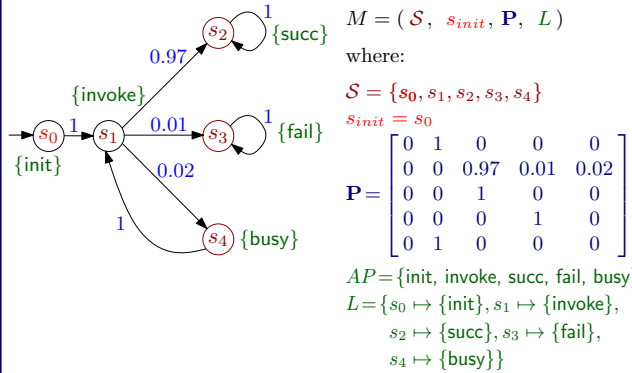 1
s₂
{succ}
0.97
{invoke}
s₀
1
s₁
0.01
1
s₃
{fail}
{init}
0.02
1
s₄
{busy}
M = ( 𝒮, s_init, P, L )
where:
𝒮 = {s₀, s₁, s₂, s₃, s₄}
s_init = s₀
P = [
0 1 0 0 0
0 0 0.97 0.01 0.02
0 0 1 0 0
0 0 0 1 0
0 1 0 0 0
]
AP={init, invoke, succ, fail, busy
L={s₀ ↦ {init}, s₁ ↦ {invoke},
s₂ ↦ {succ}, s₃ ↦ {fail},
s₄ ↦ {busy}}